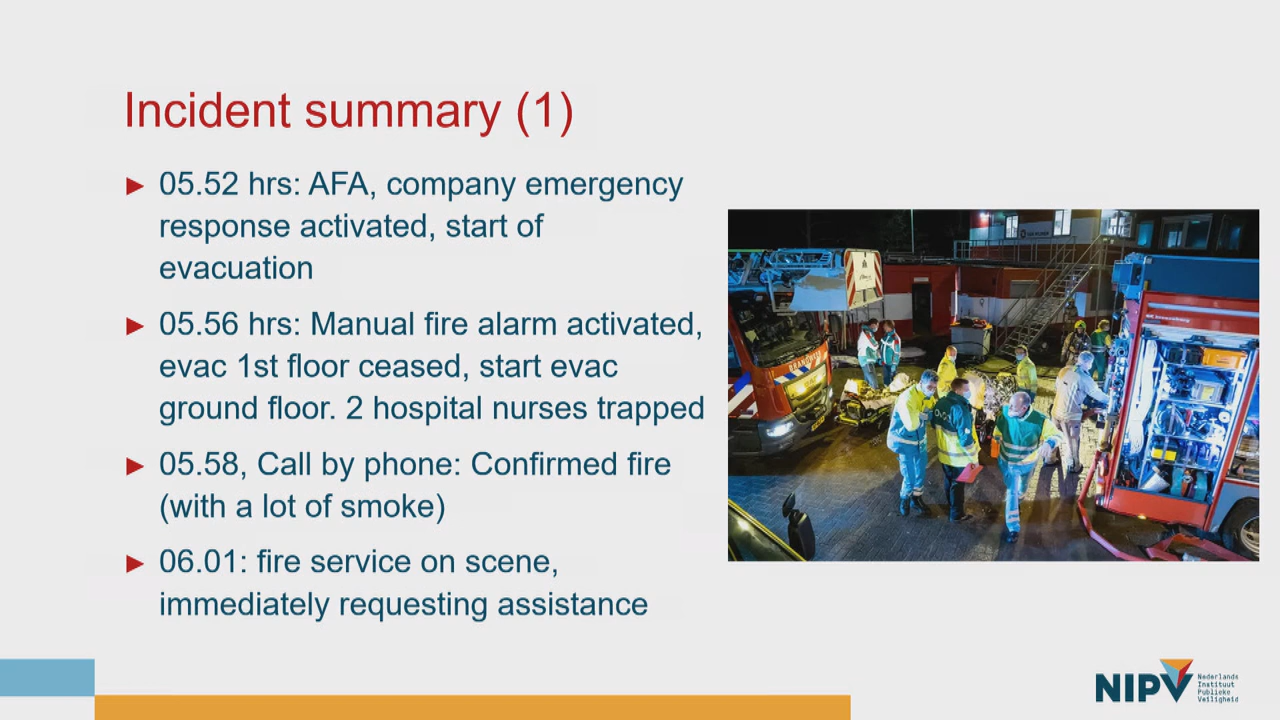 Incident summary (1)
► 05.52 hrs: AFA, company emergency
response activated, start of
evacuation
► 05.56 hrs: Manual fire alarm activated,
evac 1st floor ceased, start evac
ground floor. 2 hospital nurses trapped
► 05.58, Call by phone: Confirmed fire
(with a lot of smoke)
► 06.01: fire service on scene,
immediately requesting assistance
NIPV
Nederlands
Instituut
Publieke
Veiligheid